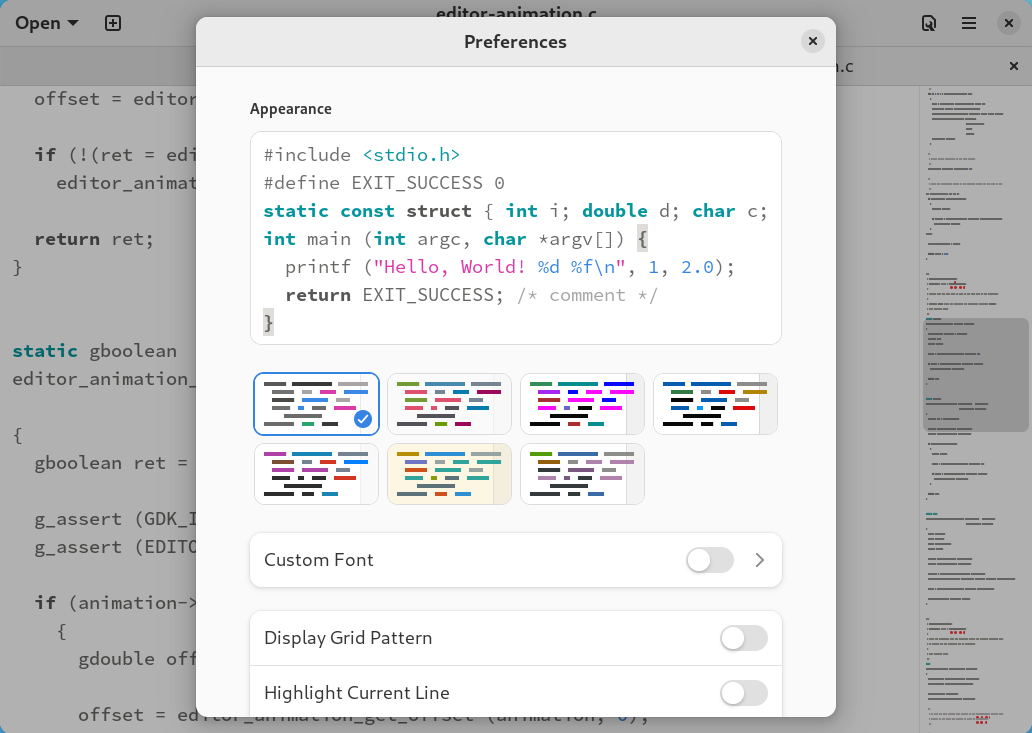 Open
editor-animation.c
Preferences
.c
Appearance
#include <stdio.h>
#define EXIT_SUCCESS 0
static const struct { int i; double d; char c;
int main (int argc, char *argv[]) {
printf ("Hello, World! %d %f\n", 1, 2.0);
return EXIT_SUCCESS; /* comment */
}
Custom Font
Display Grid Pattern
Highlight Current Line
offset = editor
if (!(ret = edi
editor_animat
return ret;
}
static gboolean
editor_animation_
{
gboolean ret =
g_assert (GDK_I
g_assert (EDITO
if (animation->
{
gdouble off
offset = editor_animation_get_offset (animation, 0);